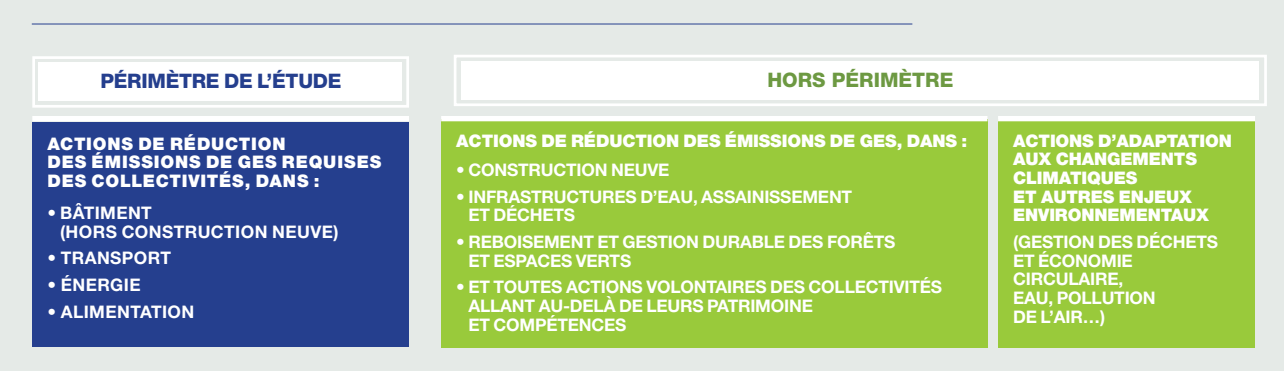 PÉRIMÈTRE DE L’ÉTUDE
ACTIONS DE RÉDUCTION
DES ÉMISSIONS DE GES REQUISES
DES COLLECTIVITÉS, DANS :
• BÂTIMENT
(HORS CONSTRUCTION NEUVE)
• TRANSPORT
• ÉNERGIE
• ALIMENTATION
HORS PÉRIMÈTRE
ACTIONS DE RÉDUCTION DES ÉMISSIONS DE GES, DANS :
• CONSTRUCTION NEUVE
• INFRASTRUCTURES D’EAU, ASSAINISSEMENT
ET DÉCHETS
• REBOISEMENT ET GESTION DURABLE DES FORÊTS
ET ESPACES VERTS
• ET TOUTES ACTIONS VOLONTAIRES DES COLLECTIVITÉS
ALLANT AU-DELÀ DE LEURS PATRIMOINE
ET COMPÉTENCES
ACTIONS D’ADAPTATION
AUX CHANGEMENTS
CLIMATIQUES
ET AUTRES ENJEUX
ENVIRONNEMENTAUX
(GESTION DES DÉCHETS
ET ÉCONOMIE
CIRCULAIRE,
EAU, POLLUTION
DE L’AIR…)